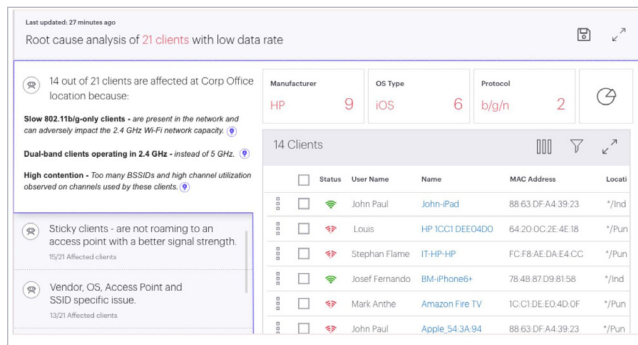 Last updated: 27 minutes ago
Root cause analysis of 21 clients with low data rate
14 out of 21 clients are affected at Corp Office
location because:
Slow 802.11b/g-only clients - are present in the network and
can adversely impact the 2.4 GHz Wi-Fi network capacity.
Dual-band clients operating in 2.4 GHz - instead of 5 GHz.
High contention - Too many BSSIDs and high channel utilization
observed on channels used by these clients.
Sticky clients - are not roaming to an
access point with a better signal strength.
15/21 Affected clients
Vendor, OS, Access Point and
SSID specific issue.
13/21 Affected clients
Manufacturer
HP 9
OS Type
iOS 6
Protocol
b/g/n 2
14 Clients
Status User Name Name MAC Address Locati
John Paul John-iPad 88:63:DF:A4:39:23 */Ind
Louis HP 1CC1 DEE04D0 64:20:0C:2E:4E:18 */Pun
Stephan Flame IT-HP-HP FC:F8:AE:DA:E4:CC */Pun
Josef Fernando BM-iPhone6+ 78:4B:87:D9:81:58 */Ind
Mark Anthe Amazon Fire TV 1C:C1:DE:E0:4D:0F */Pun
John Paul Apple_54:3A:94 88:63:DF:A4:39:23 */Pun